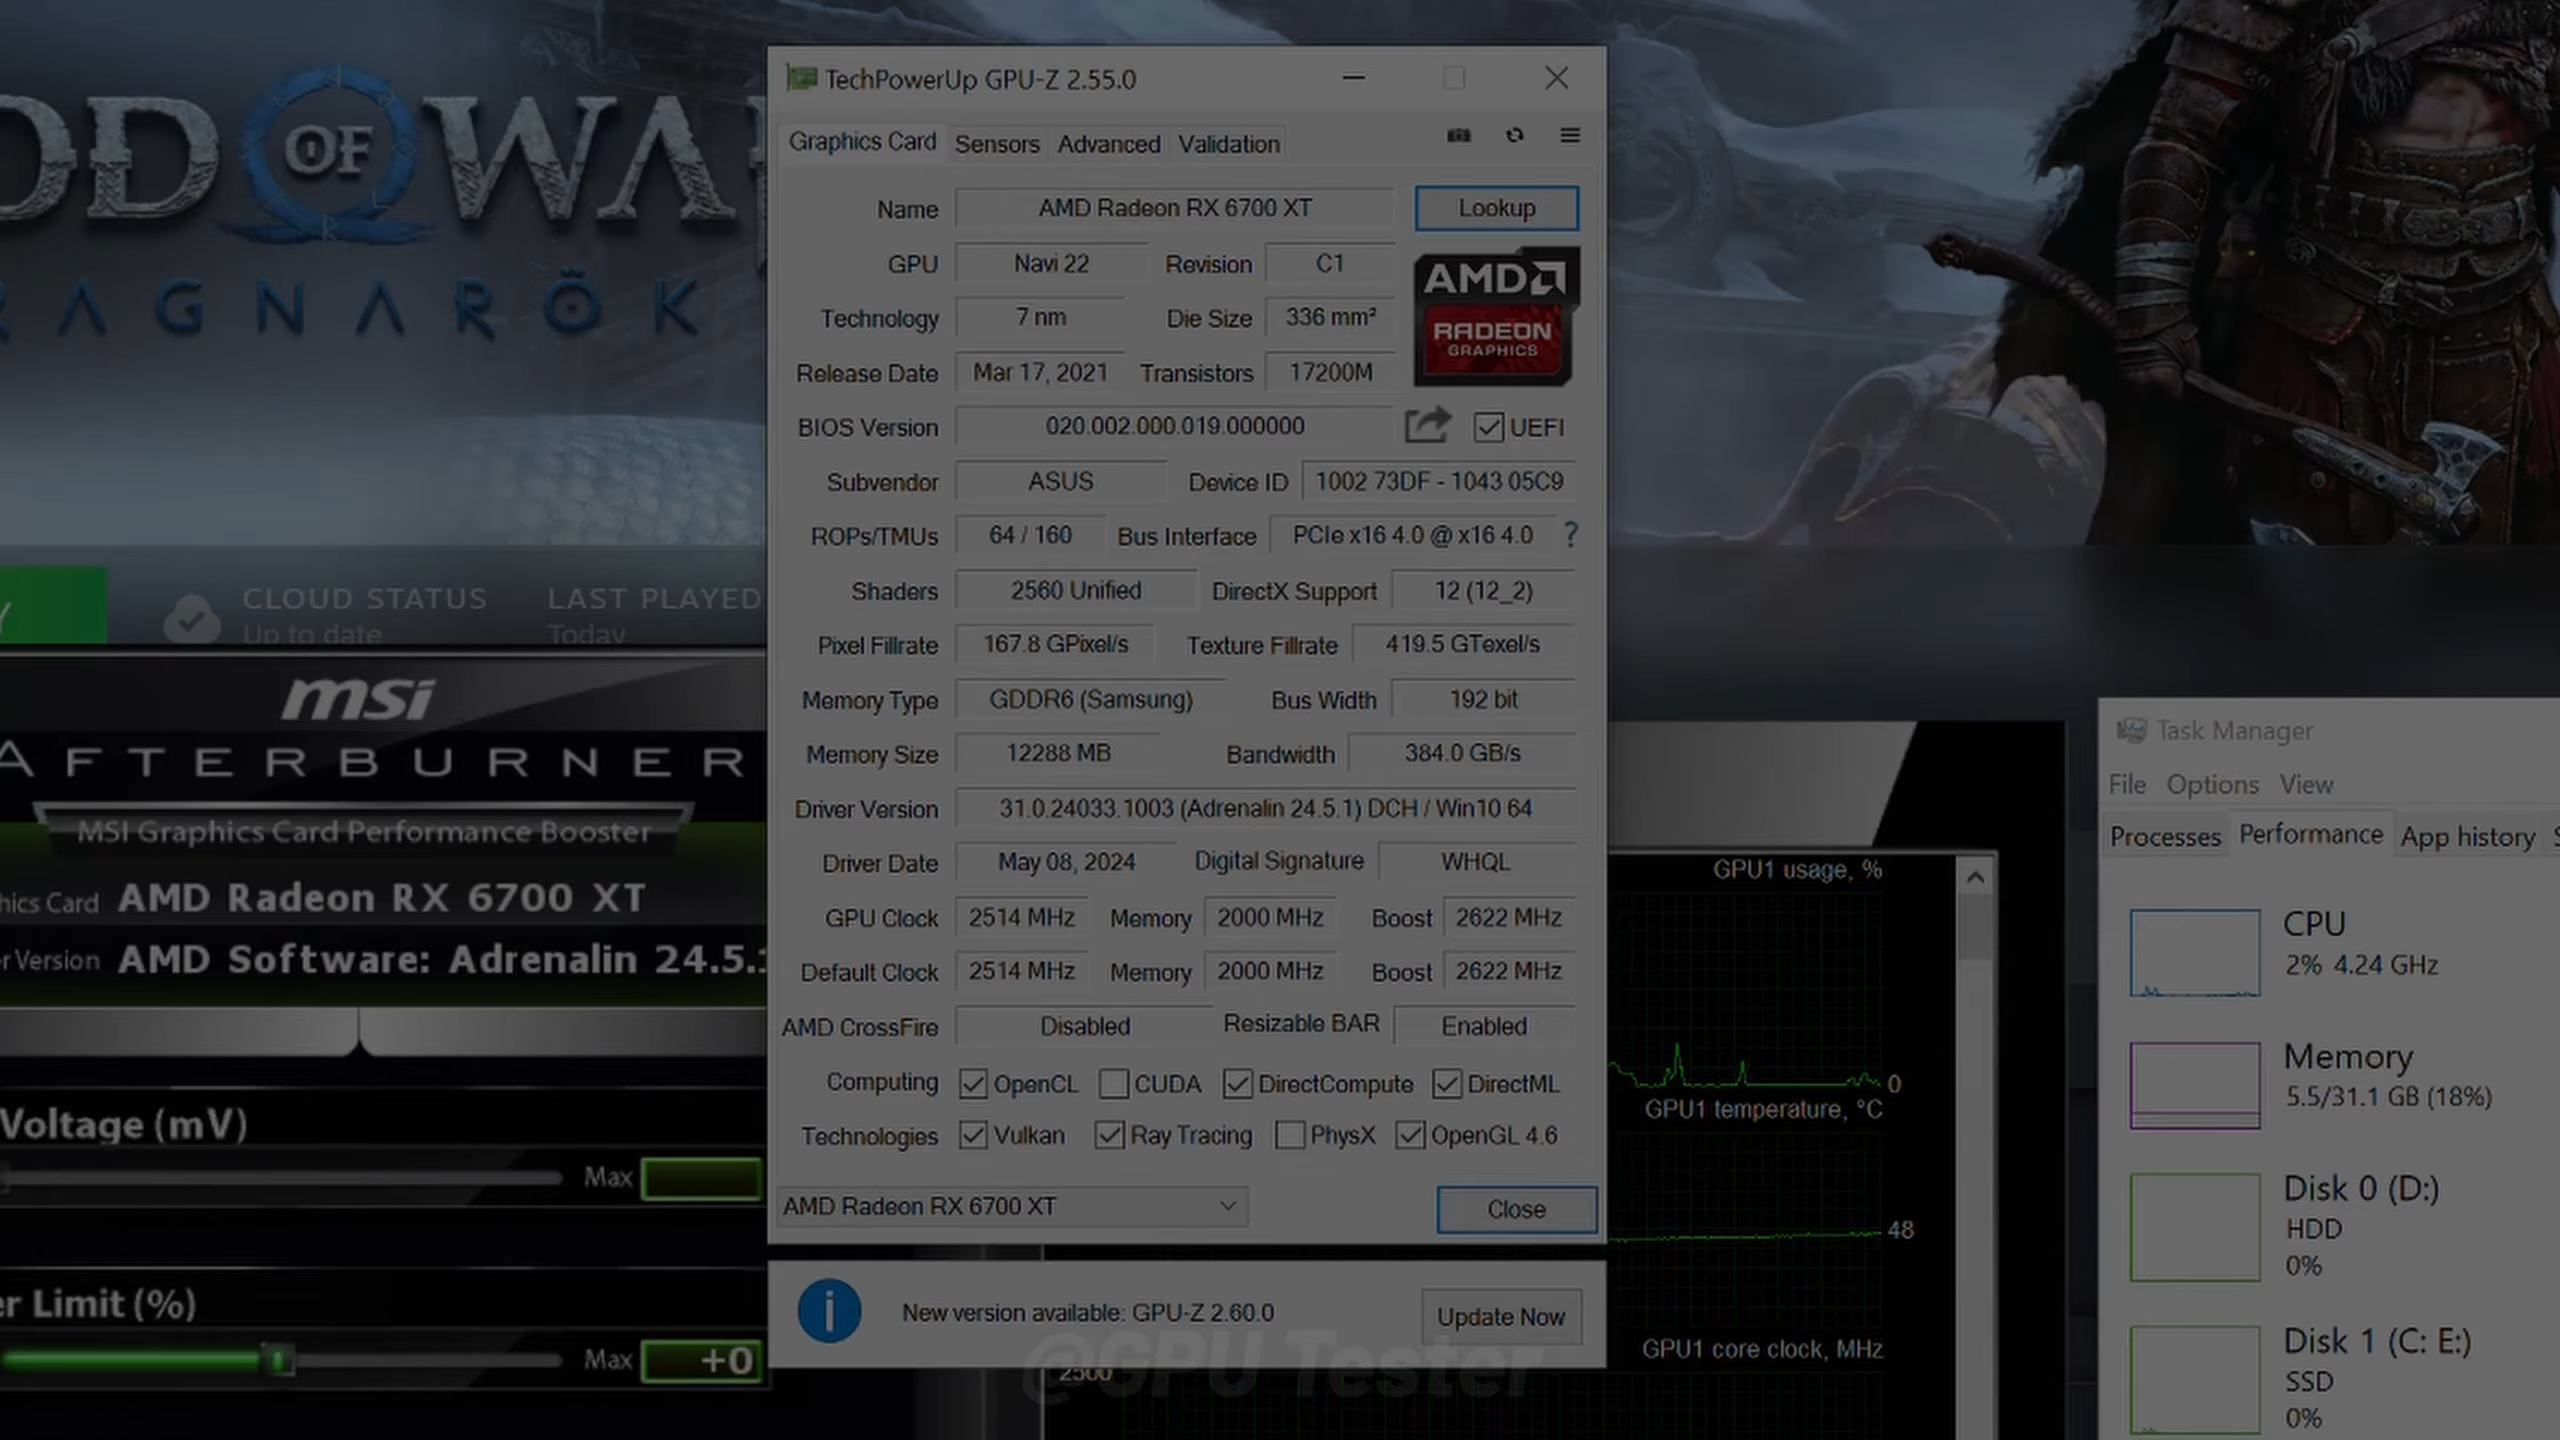 OD OF WA
RAGNARÖK
Y
CLOUD STATUS
Up to date
LAST PLAYED
Today
msi
AFTERBURNER
MSI Graphics Card Performance Booster
hics Card AMD Radeon RX 6700 XT
r Version AMD Software: Adrenalin 24.5.1
Voltage (mV)
Max
er Limit (%)
Max +0
TechPowerUp GPU-Z 2.55.0
Graphics Card Sensors Advanced Validation
Name AMD Radeon RX 6700 XT Lookup
GPU Navi 22 Revision C1
AMD
RADEON
GRAPHICS
Technology 7 nm Die Size 336 mm²
Release Date Mar 17, 2021 Transistors 17200M
BIOS Version 020.002.000.019.000000 UEFI
Subvendor ASUS Device ID 1002 73DF - 1043 05C9
ROPs/TMUs 64 / 160 Bus Interface PCIe x16 4.0 @ x16 4.0 ?
Shaders 2560 Unified DirectX Support 12 (12_2)
Pixel Fillrate 167.8 GPixel/s Texture Fillrate 419.5 GTexel/s
Memory Type GDDR6 (Samsung) Bus Width 192 bit
Memory Size 12288 MB Bandwidth 384.0 GB/s
Driver Version 31.0.24033.1003 (Adrenalin 24.5.1) DCH / Win10 64
Driver Date May 08, 2024 Digital Signature WHQL
GPU Clock 2514 MHz Memory 2000 MHz Boost 2622 MHz
Default Clock 2514 MHz Memory 2000 MHz Boost 2622 MHz
AMD CrossFire Disabled Resizable BAR Enabled
Computing OpenCL CUDA DirectCompute DirectML
Technologies Vulkan Ray Tracing PhysX OpenGL 4.6
AMD Radeon RX 6700 XT Close
New version available: GPU-Z 2.60.0 Update Now
@GPU Tester
2500
GPU1 usage, %
0
GPU1 temperature, °C
48
GPU1 core clock, MHz
Task Manager
File Options View
Processes Performance App history S
CPU
2% 4.24 GHz
Memory
5.5/31.1 GB (18%)
Disk 0 (D:)
HDD
0%
Disk 1 (C: E:)
SSD
0%